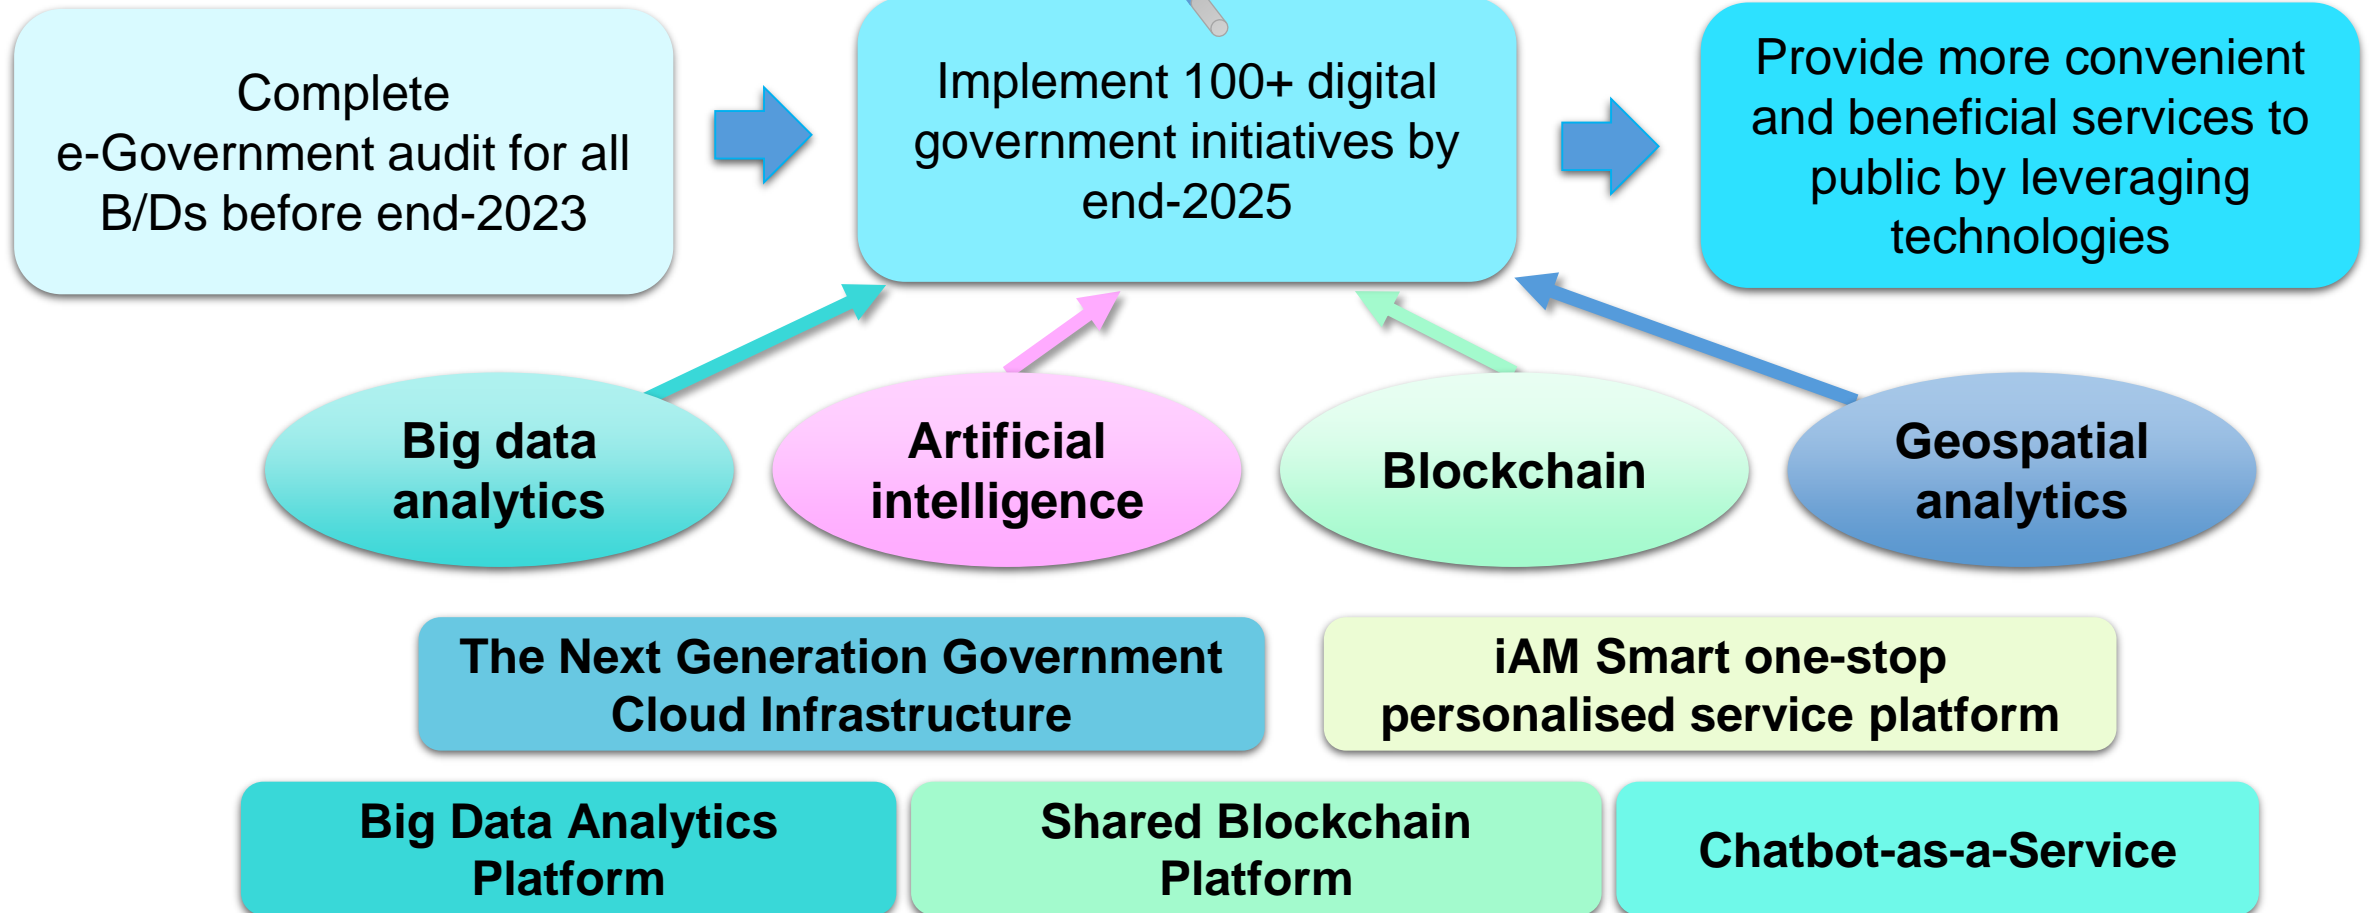 Complete
e-Government audit for all
B/Ds before end-2023
Implement 100+ digital
government initiatives by
end-2025
Provide more convenient
and beneficial services to
public by leveraging
technologies
Big data
analytics
Artificial
intelligence
Blockchain
Geospatial
analytics
The Next Generation Government
Cloud Infrastructure
iAM Smart one-stop
personalised service platform
Big Data Analytics
Platform
Shared Blockchain
Platform
Chatbot-as-a-Service